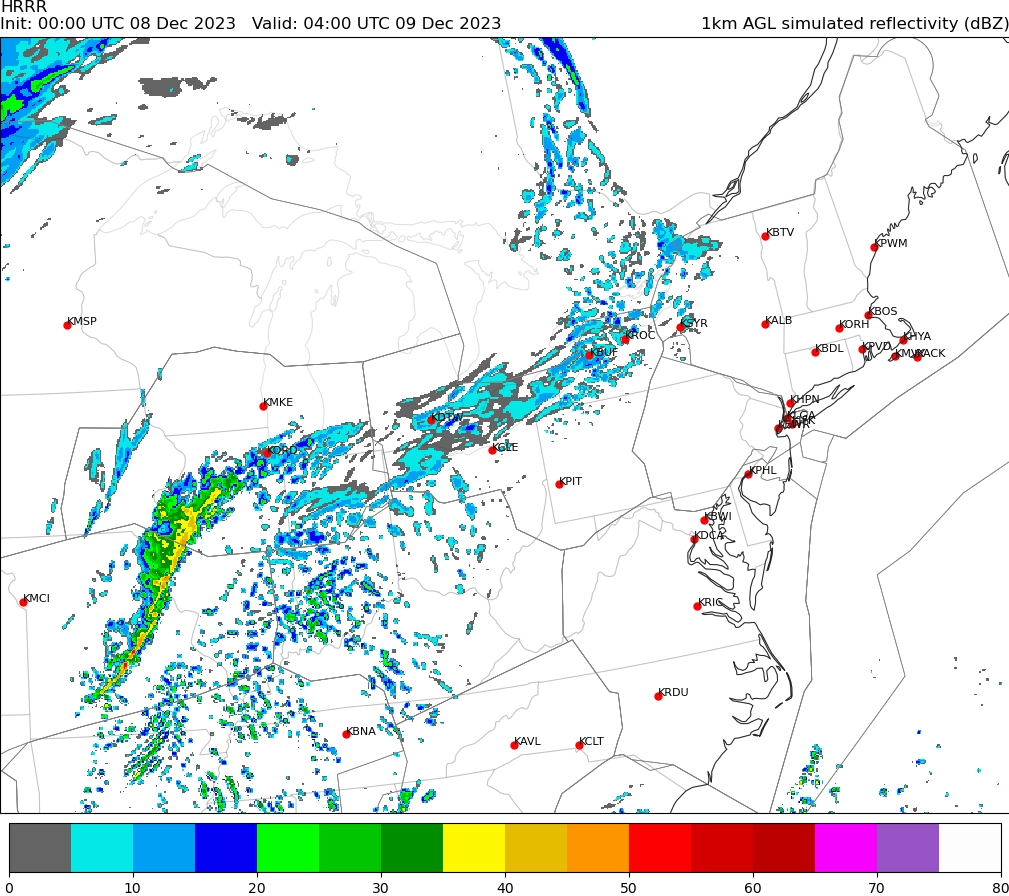 HRRR
Init: 00:00 UTC 08 Dec 2023   Valid: 04:00 UTC 09 Dec 2023   1km AGL simulated reflectivity (dBZ)
KBTV
KPWM
KMSP
KALB
KBOS
KORH
KSYR
KROC
KHYA
KBUF
KBDL
KPVD
KACK
KMKE
KHPN
KDTW
KLGA
KORD
KCLE
KPHL
KPIT
KBWI
KDCA
KMCI
KRIC
KRDU
KBNA
KAVL
KCLT
0 10 20 30 40 50 60 70 80